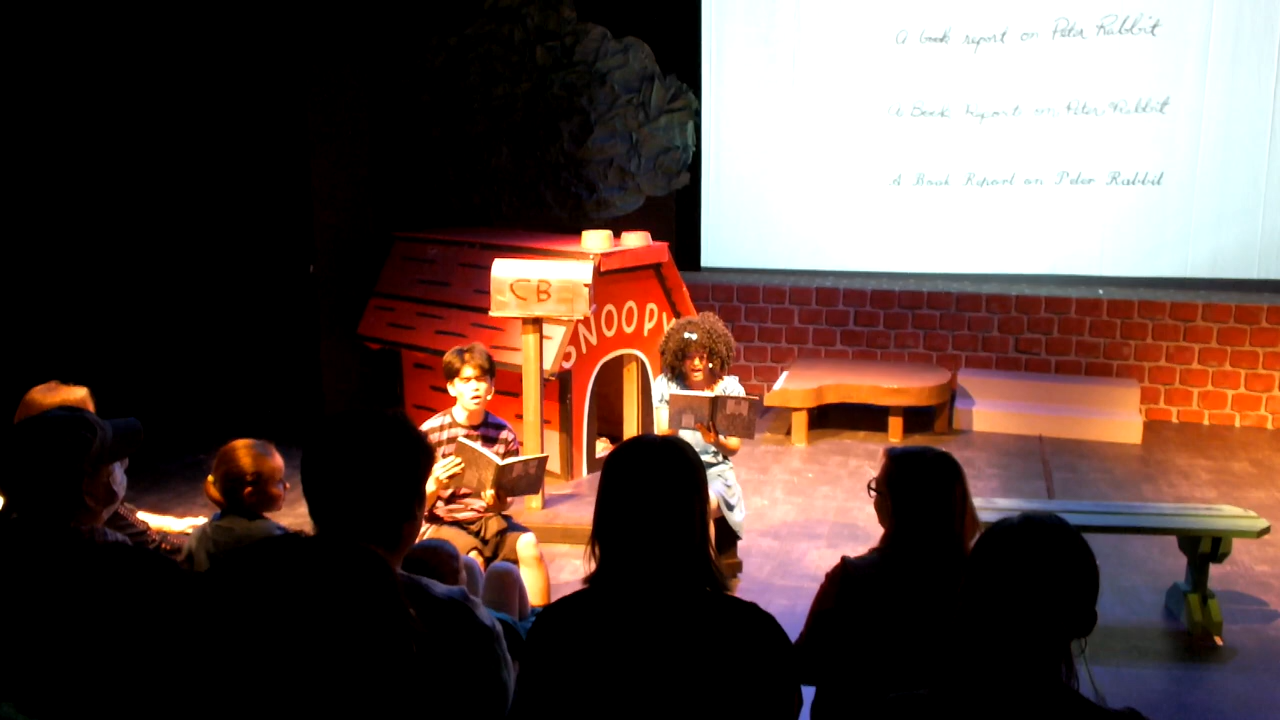 A book report on Peter Rabbit
A Book Report on Peter Rabbit
A Book Report on Peter Rabbit
CB
SNOOPY